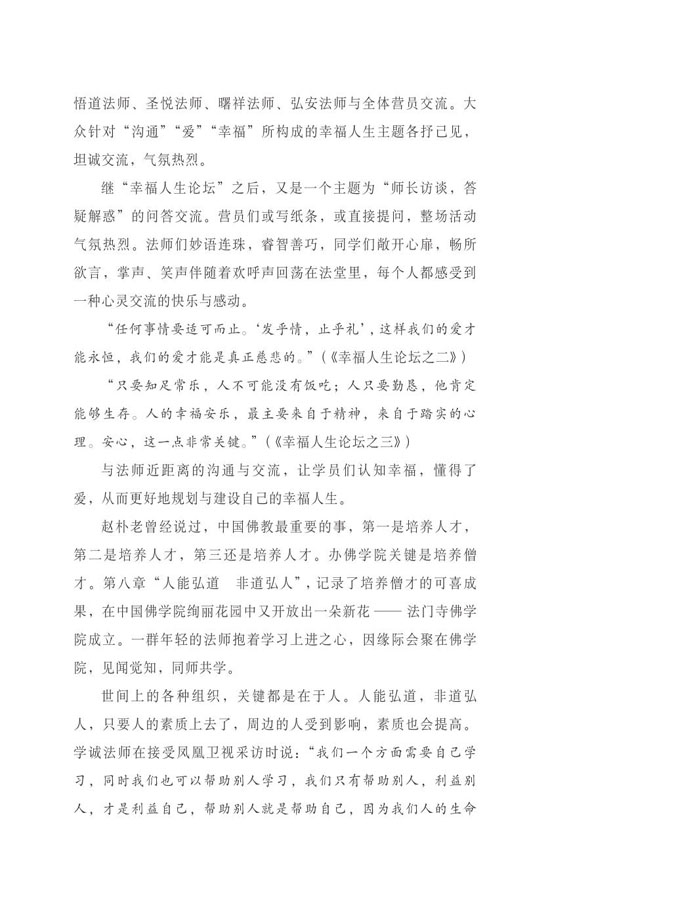 悟道法师、圣悦法师、曙祥法师、弘安法师与全体营员交流。大
众针对“沟通”“爱”“幸福”所构成的幸福人生主题各抒己见，
坦诚交流，气氛热烈。
继“幸福人生论坛”之后，又是一个主题为“师长访谈，答
疑解惑”的问答交流。营员们或写纸条，或直接提问，整场活动
气氛热烈。法师们妙语连珠，睿智善巧，同学们敞开心扉，畅所
欲言，掌声、笑声伴随着欢呼声回荡在法堂里，每个人都感受到
一种心灵交流的快乐与感动。
“任何事情要适可而止。‘发乎情，止乎礼’，这样我们的爱才
能永恒，我们的爱才能是真正慈悲的。”（《幸福人生论坛之二》）
“只要知足常乐，人不可能没有饭吃；人只要勤恳，他肯定
能够生存。人的幸福安乐，最主要来自于精神，来自于踏实的心
理。安心，这一点非常关键。”（《幸福人生论坛之三》）
与法师近距离的沟通与交流，让学员们认知幸福，懂得了
爱，从而更好地规划与建设自己的幸福人生。
赵朴老曾经说过，中国佛教最重要的事，第一是培养人才，
第二是培养人才，第三还是培养人才。办佛学院关键是培养僧
才。第八章“人能弘道　非道弘人”，记录了培养僧才的可喜成
果，在中国佛学院绚丽花园中又开放出一朵新花 —— 法门寺佛学
院成立。一群年轻的法师抱着学习上进之心，因缘际会聚在佛学
院，见闻觉知，同师共学。
世间上的各种组织，关键都是在于人。人能弘道，非道弘
人，只要人的素质上去了，周边的人受到影响，素质也会提高。
学诚法师在接受凤凰卫视采访时说：“我们一个方面需要自己学
习，同时我们也可以帮助别人学习，我们只有帮助别人，利益别
人，才是利益自己，帮助别人就是帮助自己，因为我们人的生命